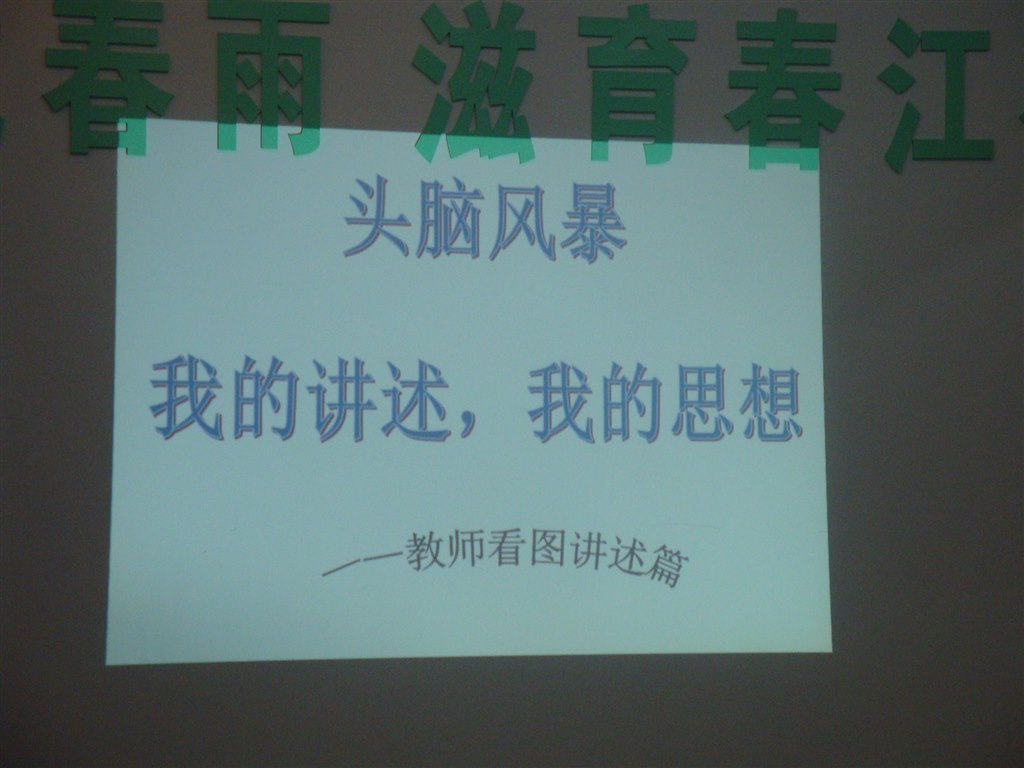 春雨 滋育春江
头脑风暴
我的讲述，我的思想
——教师看图讲述篇